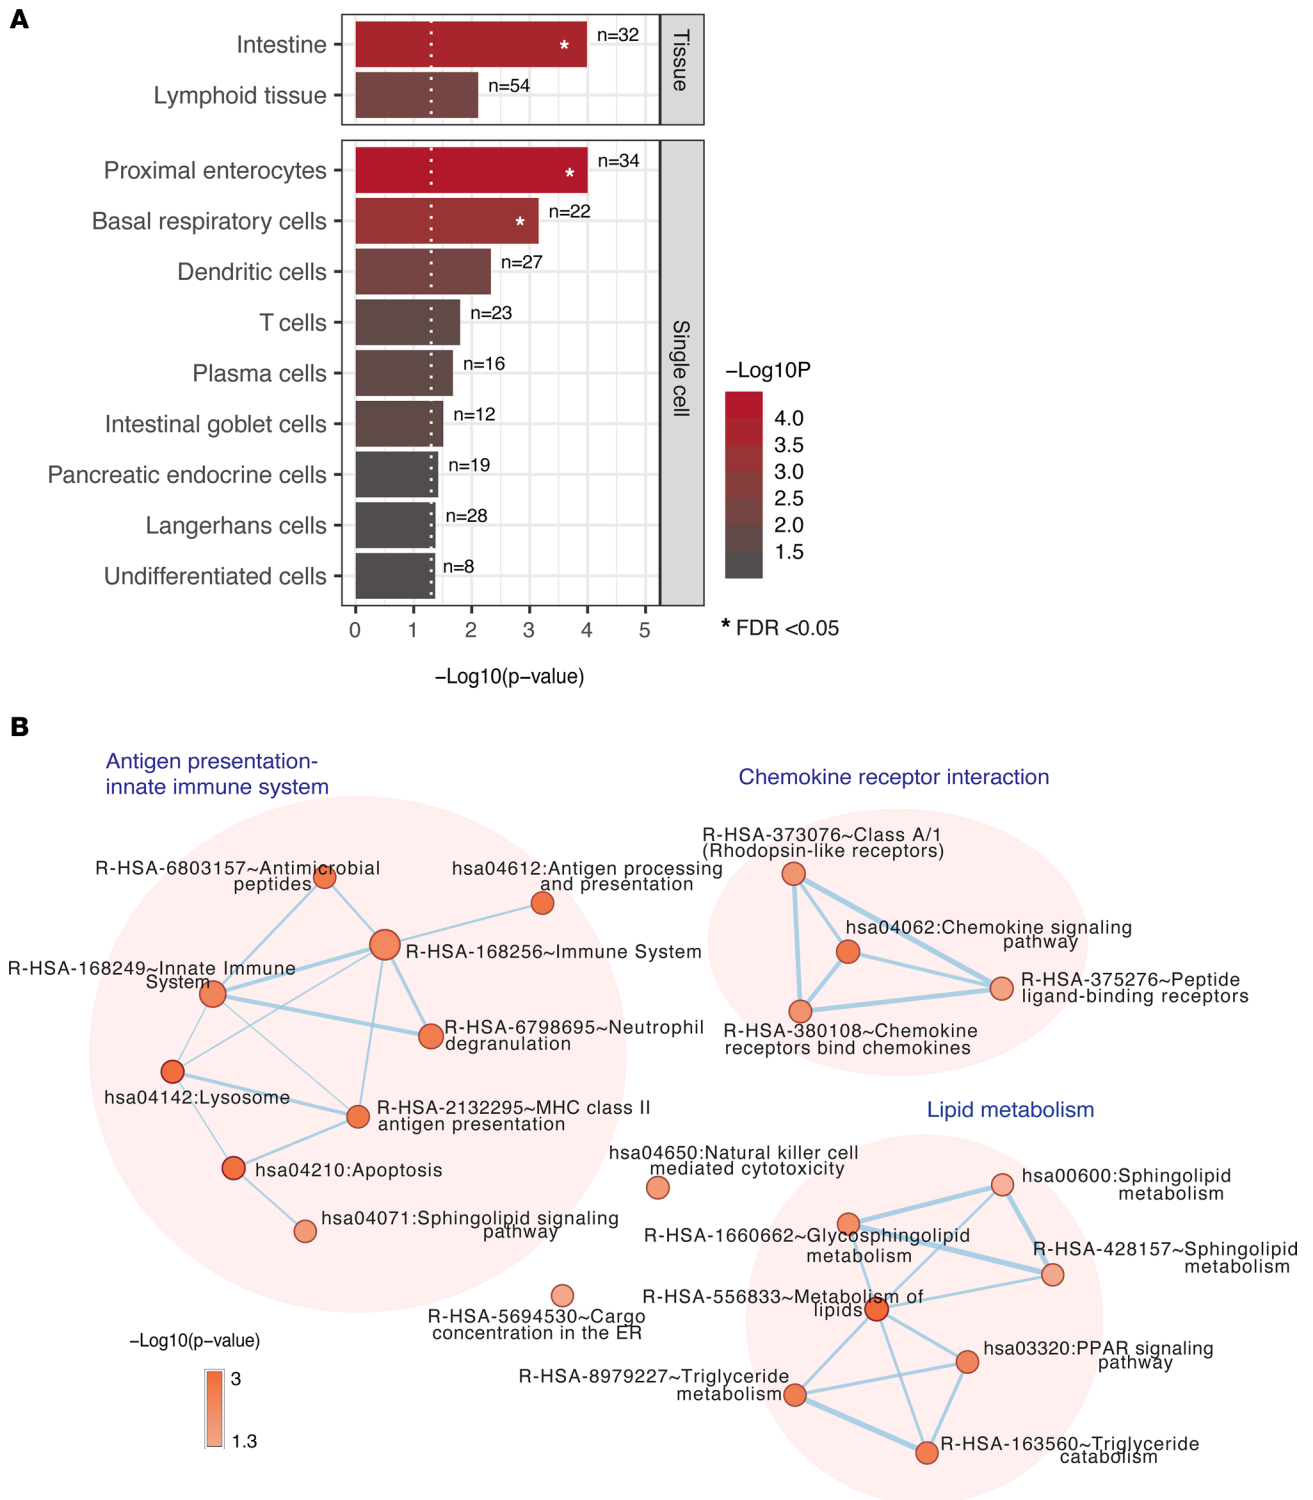 A
Intestine
n=32
Lymphoid tissue
n=54
Tissue
Proximal enterocytes
n=34
Basal respiratory cells
n=22
Dendritic cells
n=27
T cells
n=23
Plasma cells
n=16
Intestinal goblet cells
n=12
Pancreatic endocrine cells
n=19
Langerhans cells
n=28
Undifferentiated cells
n=8
Single cell
*
*
*
0 1 2 3 4 5
−Log10(p−value)
−Log10P
4.0
3.5
3.0
2.5
2.0
1.5
* FDR <0.05
B
Antigen presentation-
innate immune system
R-HSA-6803157~Antimicrobial
peptides
hsa04612:Antigen processing
and presentation
R-HSA-168256~Immune System
R-HSA-168249~Innate Immune
System
R-HSA-6798695~Neutrophil
degranulation
hsa04142:Lysosome
R-HSA-2132295~MHC class II
antigen presentation
hsa04210:Apoptosis
hsa04071:Sphingolipid signaling
pathway
Chemokine receptor interaction
R-HSA-373076~Class A/1
(Rhodopsin-like receptors)
hsa04062:Chemokine signaling
pathway
R-HSA-375276~Peptide
ligand-binding receptors
R-HSA-380108~Chemokine
receptors bind chemokines
Lipid metabolism
hsa04650:Natural killer cell
mediated cytotoxicity
hsa00600:Sphingolipid
metabolism
R-HSA-1660662~Glycosphingolipid
metabolism
R-HSA-428157~Sphingolipid
metabolism
R-HSA-556833~Metabolism of
lipids
R-HSA-5694530~Cargo
concentration in the ER
hsa03320:PPAR signaling
pathway
R-HSA-8979227~Triglyceride
metabolism
R-HSA-163560~Triglyceride
catabolism
−Log10(p−value)
3
1.3